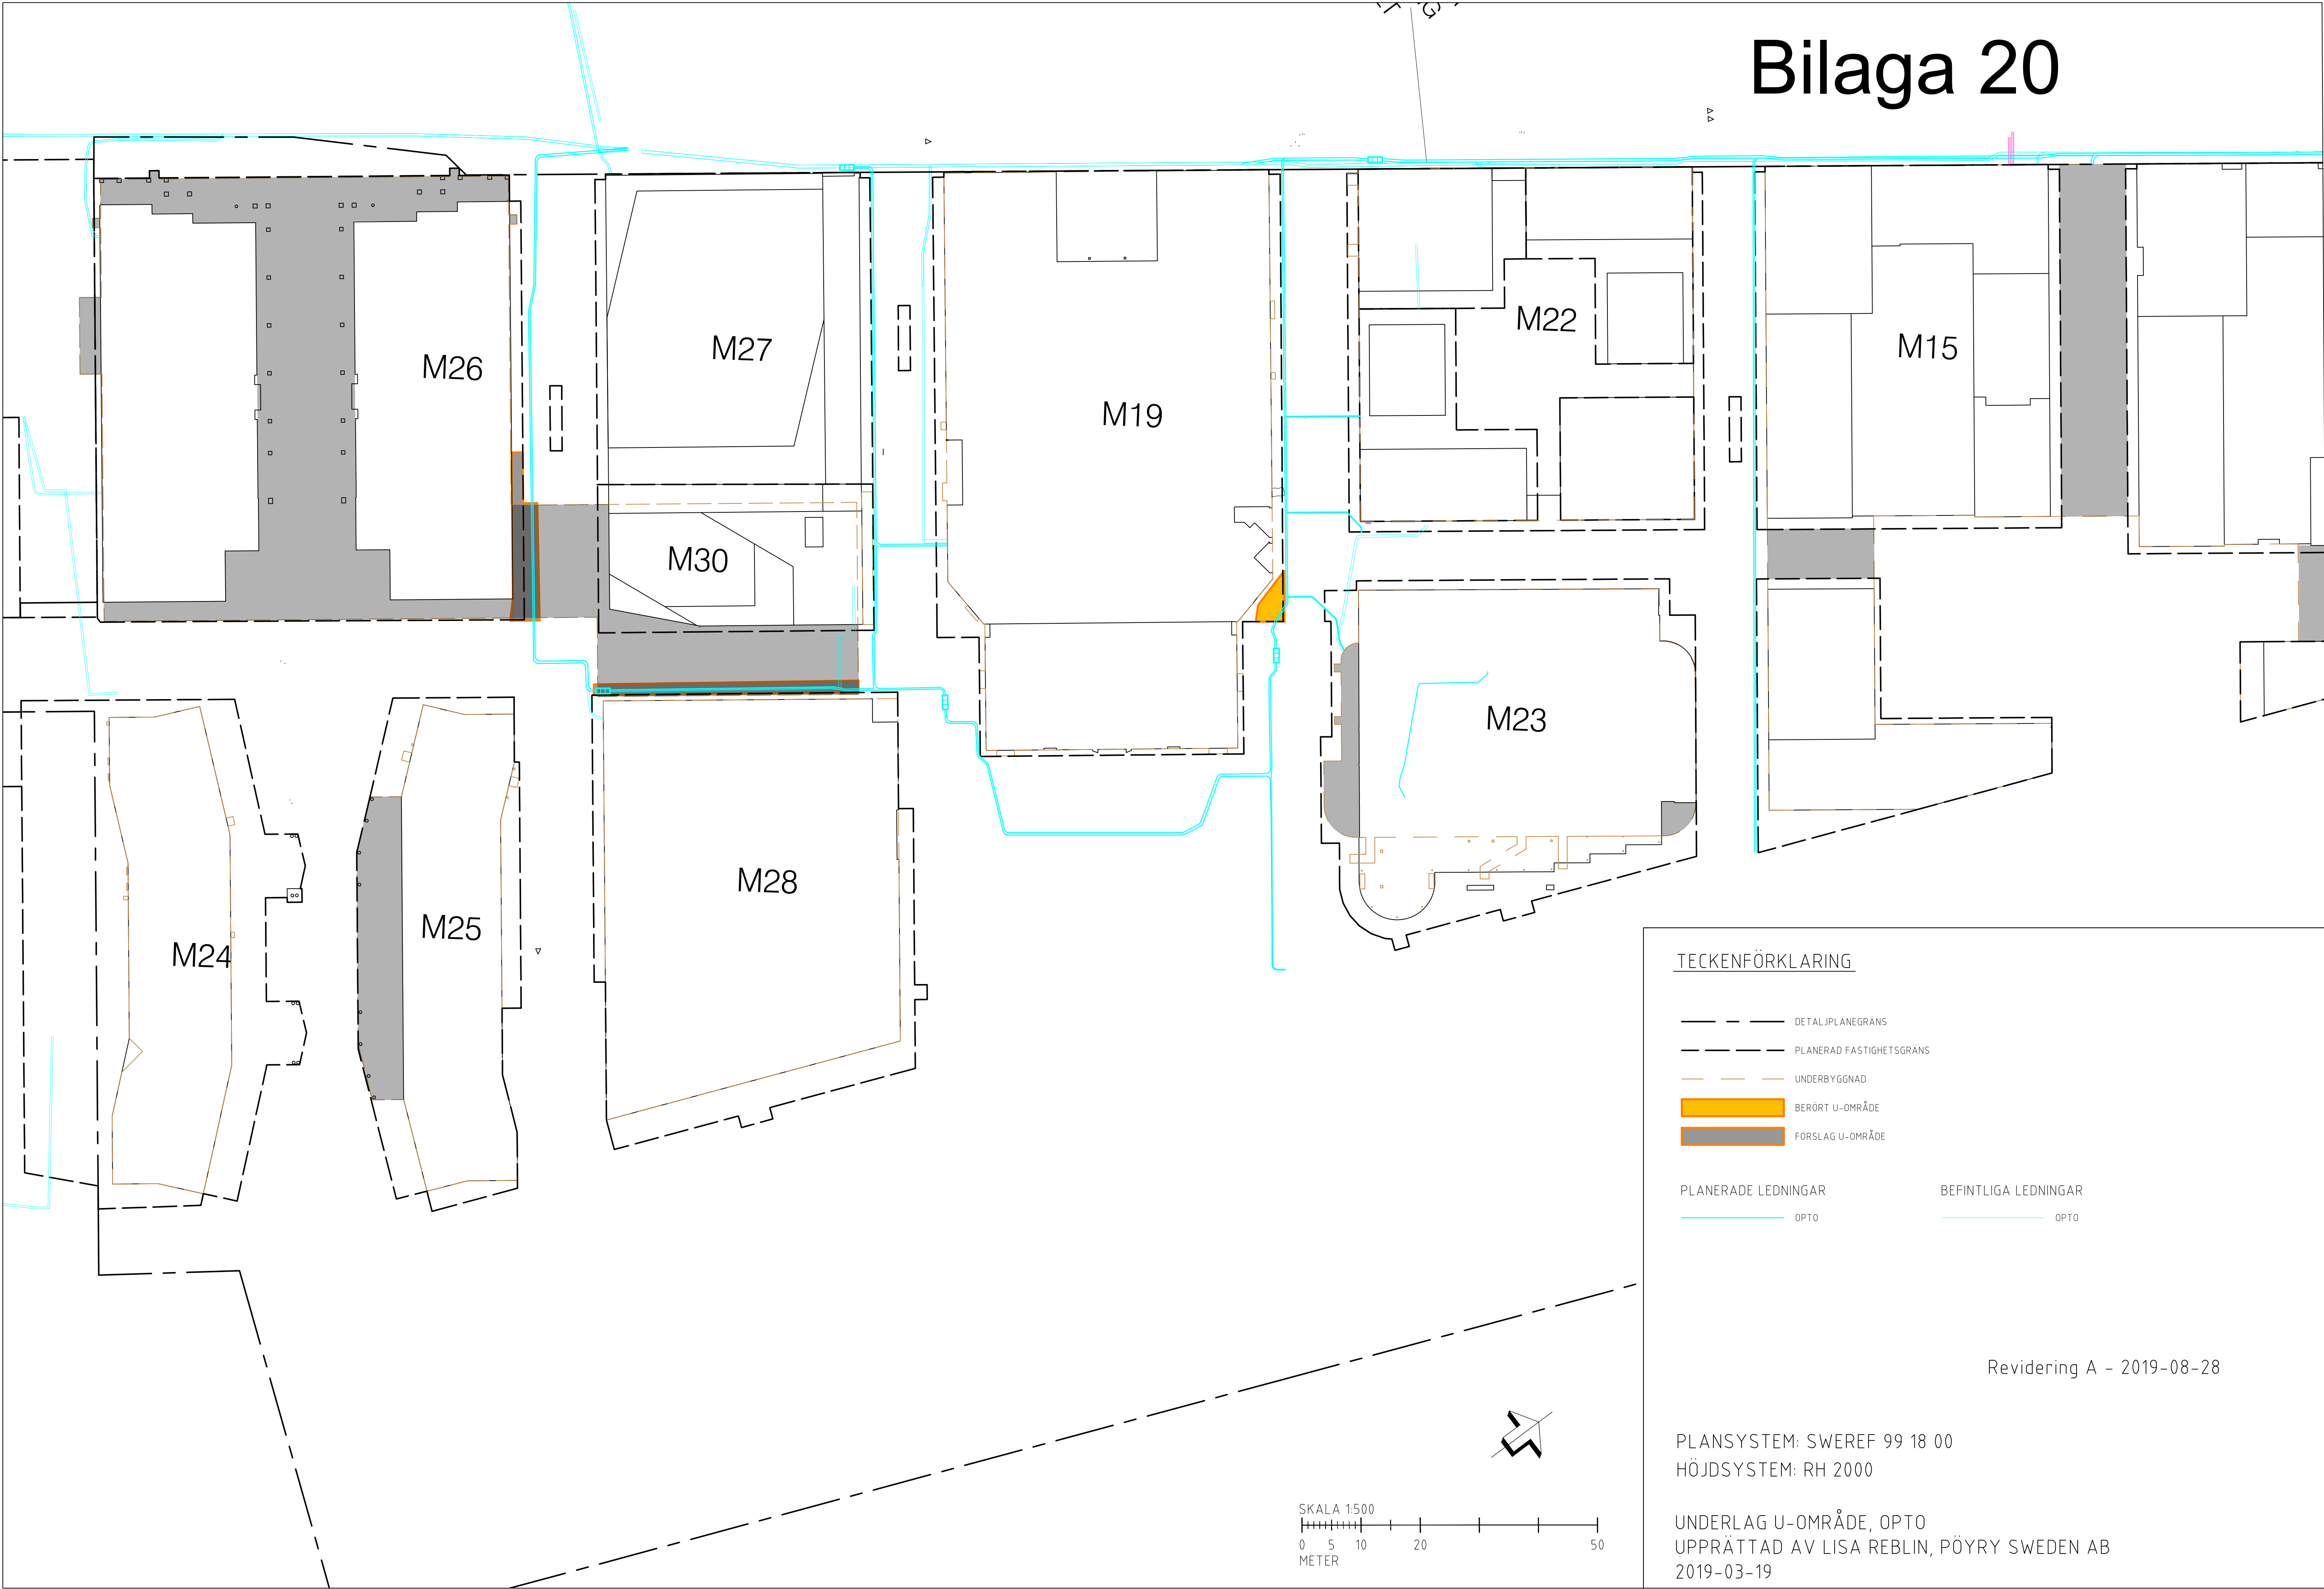 Bilaga 20
M26
M27
M19
M22
M15
M30
M23
M28
M25
M24
TECKENFÖRKLARING
DETALJPLANEGRÄNS
PLANERAD FASTIGHETSGRÄNS
UNDERBYGGNAD
BERÖRT U-OMRÅDE
FÖRSLAG U-OMRÅDE
PLANERADE LEDNINGAR BEFINTLIGA LEDNINGAR
OPTO OPTO
Revidering A - 2019-08-28
PLANSYSTEM: SWEREF 99 18 00
HÖJDSYSTEM: RH 2000
SKALA 1:500
0 5 10 20 50
METER
UNDERLAG U-OMRÅDE, OPTO
UPPRÄTTAD AV LISA REBLIN, PÖYRY SWEDEN AB
2019-03-19